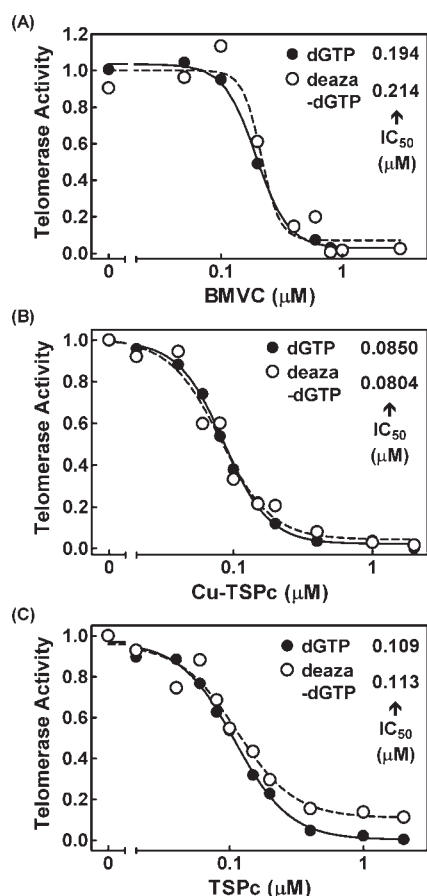 (A)
Telomerase Activity
1.2
1.0
0.8
0.6
0.4
0.2
0.0
dGTP 0.194
deaza
-dGTP 0.214
IC50
(µM)
0 0.1 1
BMVC (µM)
(B)
Telomerase Activity
1.0
0.8
0.6
0.4
0.2
0.0
dGTP 0.0850
deaza
-dGTP 0.0804
IC50
(µM)
0 0.1 1
Cu-TSPc (µM)
(C)
Telomerase Activity
1.0
0.8
0.6
0.4
0.2
0.0
dGTP 0.109
deaza
-dGTP 0.113
IC50
(µM)
0 0.1 1
TSPc (µM)